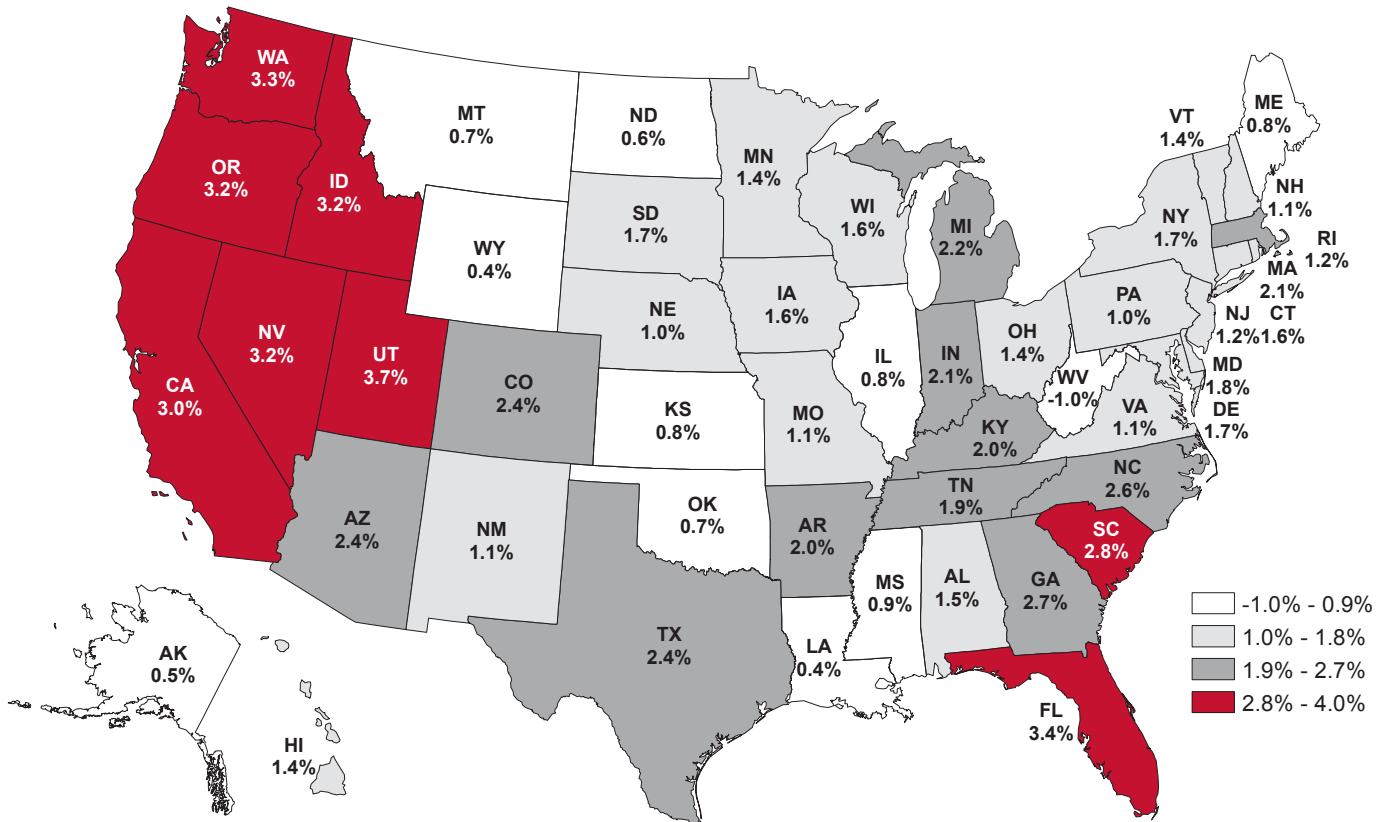 WA
3.3%
MT
0.7%
ND
0.6%
MN
1.4%
VT
1.4%
ME
0.8%
OR
3.2%
ID
3.2%
SD
1.7%
WI
1.6%
MI
2.2%
NY
1.7%
NH
1.1%
RI
1.2%
MA
2.1%
WY
0.4%
NE
1.0%
IA
1.6%
PA
1.0%
NJ
1.2%
CT
1.6%
NV
3.2%
UT
3.7%
CO
2.4%
IL
0.8%
IN
2.1%
OH
1.4%
WV
-1.0%
MD
1.8%
DE
1.7%
CA
3.0%
KS
0.8%
MO
1.1%
KY
2.0%
VA
1.1%
AZ
2.4%
NM
1.1%
OK
0.7%
AR
2.0%
TN
1.9%
NC
2.6%
SC
2.8%
TX
2.4%
LA
0.4%
MS
0.9%
AL
1.5%
GA
2.7%
AK
0.5%
HI
1.4%
FL
3.4%
-1.0% - 0.9%
1.0% - 1.8%
1.9% - 2.7%
2.8% - 4.0%